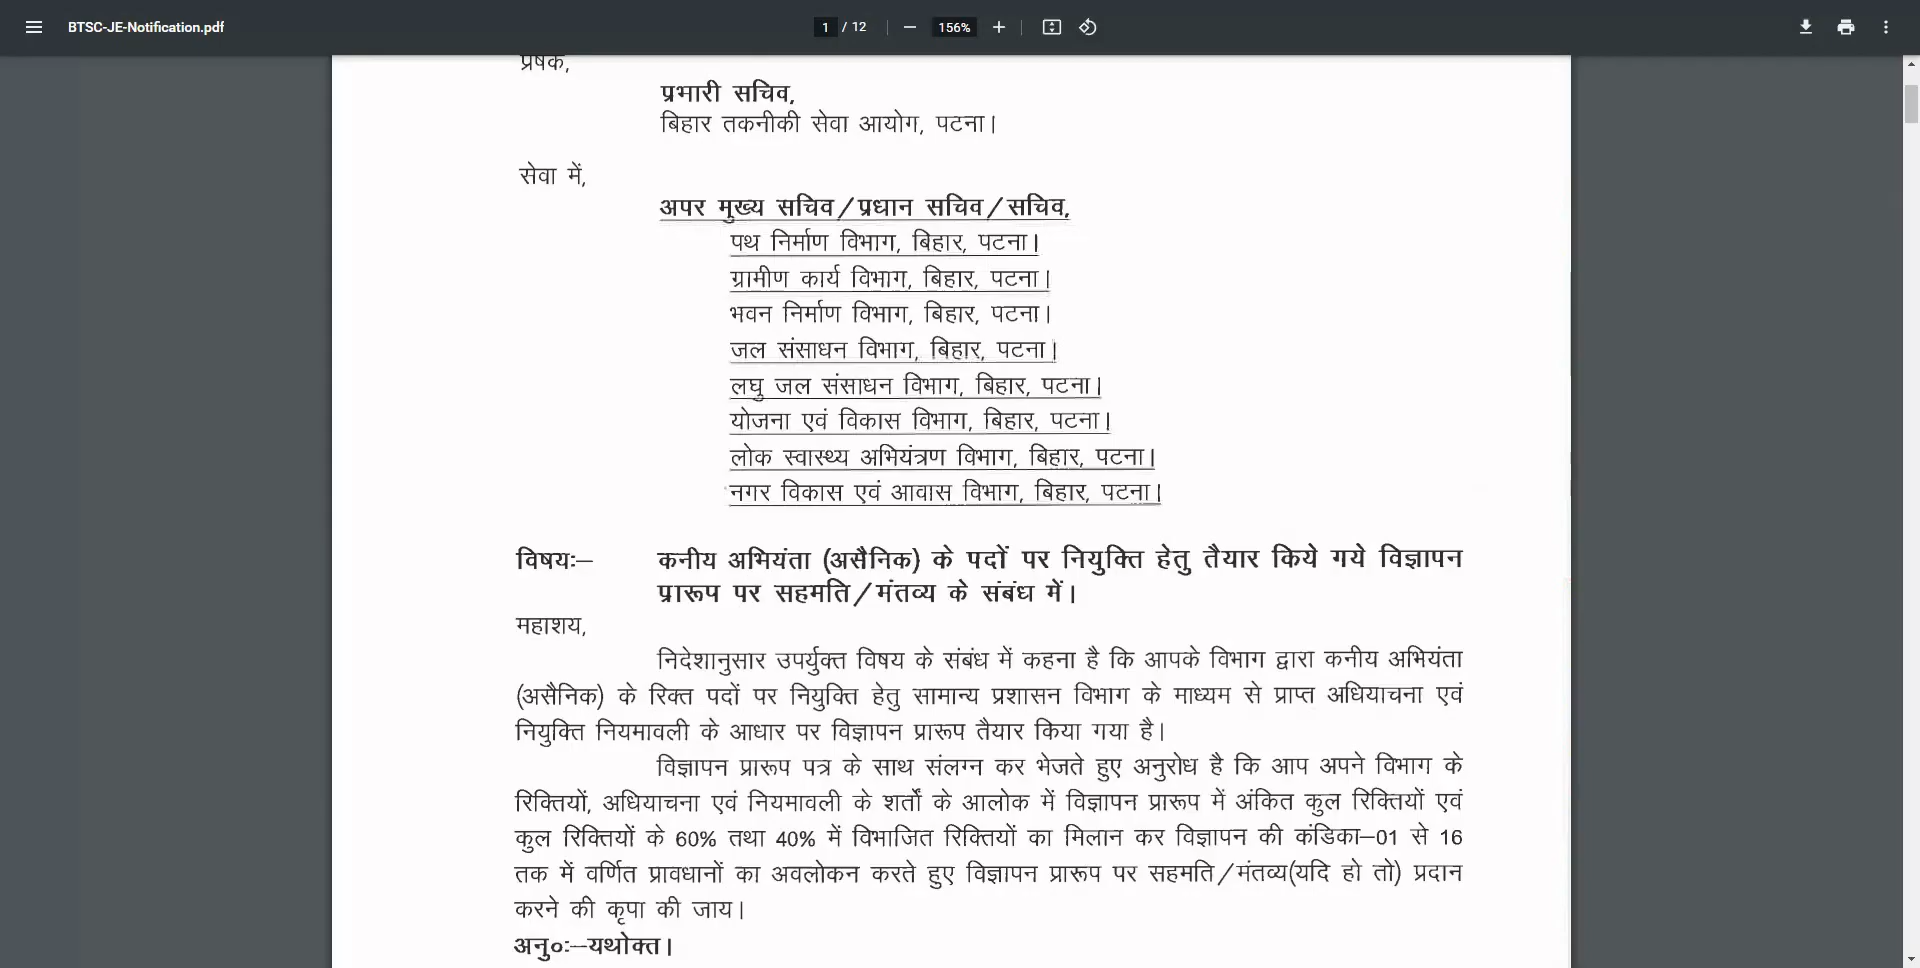 BTSC-JE-Notification.pdf
1 / 12
156%
प्रेषक,
प्रभारी सचिव,
बिहार तकनीकी सेवा आयोग, पटना।
सेवा में,
अपर मुख्य सचिव/प्रधान सचिव/सचिव,
पथ निर्माण विभाग, बिहार, पटना।
ग्रामीण कार्य विभाग, बिहार, पटना।
भवन निर्माण विभाग, बिहार, पटना।
जल संसाधन विभाग, बिहार, पटना।
लघु जल संसाधन विभाग, बिहार, पटना।
योजना एवं विकास विभाग, बिहार, पटना।
लोक स्वास्थ्य अभियंत्रण विभाग, बिहार, पटना।
नगर विकास एवं आवास विभाग, बिहार, पटना।
विषयः– कनीय अभियंता (असैनिक) के पदों पर नियुक्ति हेतु तैयार किये गये विज्ञापन
प्रारूप पर सहमति/मंतव्य के संबंध में।
महाशय,
निदेशानुसार उपर्युक्त विषय के संबंध में कहना है कि आपके विभाग द्वारा कनीय अभियंता
(असैनिक) के रिक्त पदों पर नियुक्ति हेतु सामान्य प्रशासन विभाग के माध्यम से प्राप्त अधियाचना एवं
नियुक्ति नियमावली के आधार पर विज्ञापन प्रारूप तैयार किया गया है।
विज्ञापन प्रारूप पत्र के साथ संलग्न कर भेजते हुए अनुरोध है कि आप अपने विभाग के
रिक्तियों, अधियाचना एवं नियमावली के शर्तों के आलोक में विज्ञापन प्रारूप में अंकित कुल रिक्तियों एवं
कुल रिक्तियों के 60% तथा 40% में विभाजित रिक्तियों का मिलान कर विज्ञापन की कंडिका–01 से 16
तक में वर्णित प्रावधानों का अवलोकन करते हुए विज्ञापन प्रारूप पर सहमति/मंतव्य(यदि हो तो) प्रदान
करने की कृपा की जाय।
अनु०ः–यथोक्त।